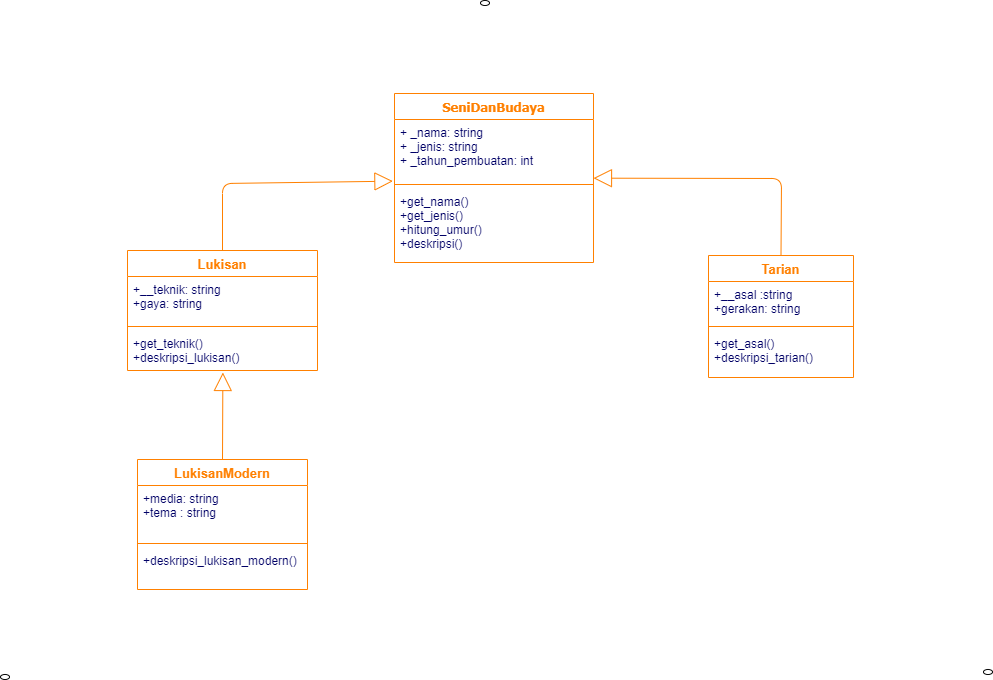 SeniDanBudaya
+ _nama: string
+ _jenis: string
+ _tahun_pembuatan: int
+get_nama()
+get_jenis()
+hitung_umur()
+deskripsi()
Lukisan
+__teknik: string
+gaya: string
+get_teknik()
+deskripsi_lukisan()
Tarian
+__asal :string
+gerakan: string
+get_asal()
+deskripsi_tarian()
LukisanModern
+media: string
+tema : string
+deskripsi_lukisan_modern()